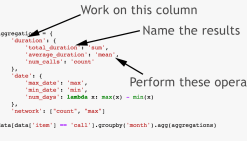 Work on this column
Name the results
Perform these opera
ggregations = {
'duration': {
'total_duration': 'sum',
'average_duration': 'mean',
'num_calls': 'count'
},
'date': {
'max_date': 'max',
'min_date': 'min',
'num_days': lambda x: max(x) - min(x)
},
'network': ["count", "max"]
ata[data['item'] == 'call'].groupby('month').agg(aggregations)